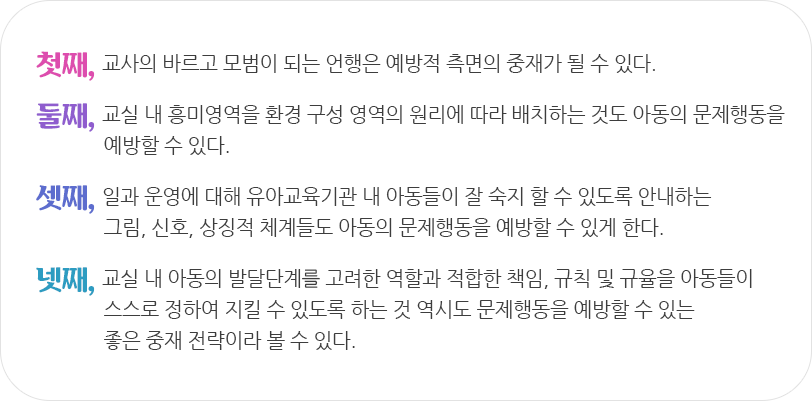 첫째, 교사의 바르고 모범이 되는 언행은 예방적 측면의 중재가 될 수 있다.
둘째, 교실 내 흥미영역을 환경 구성 영역의 원리에 따라 배치하는 것도 아동의 문제행동을
예방할 수 있다.
셋째, 일과 운영에 대해 유아교육기관 내 아동들이 잘 숙지 할 수 있도록 안내하는
그림, 신호, 상징적 체계들도 아동의 문제행동을 예방할 수 있게 한다.
넷째, 교실 내 아동의 발달단계를 고려한 역할과 적합한 책임, 규칙 및 규율을 아동들이
스스로 정하여 지킬 수 있도록 하는 것 역시도 문제행동을 예방할 수 있는
좋은 중재 전략이라 볼 수 있다.